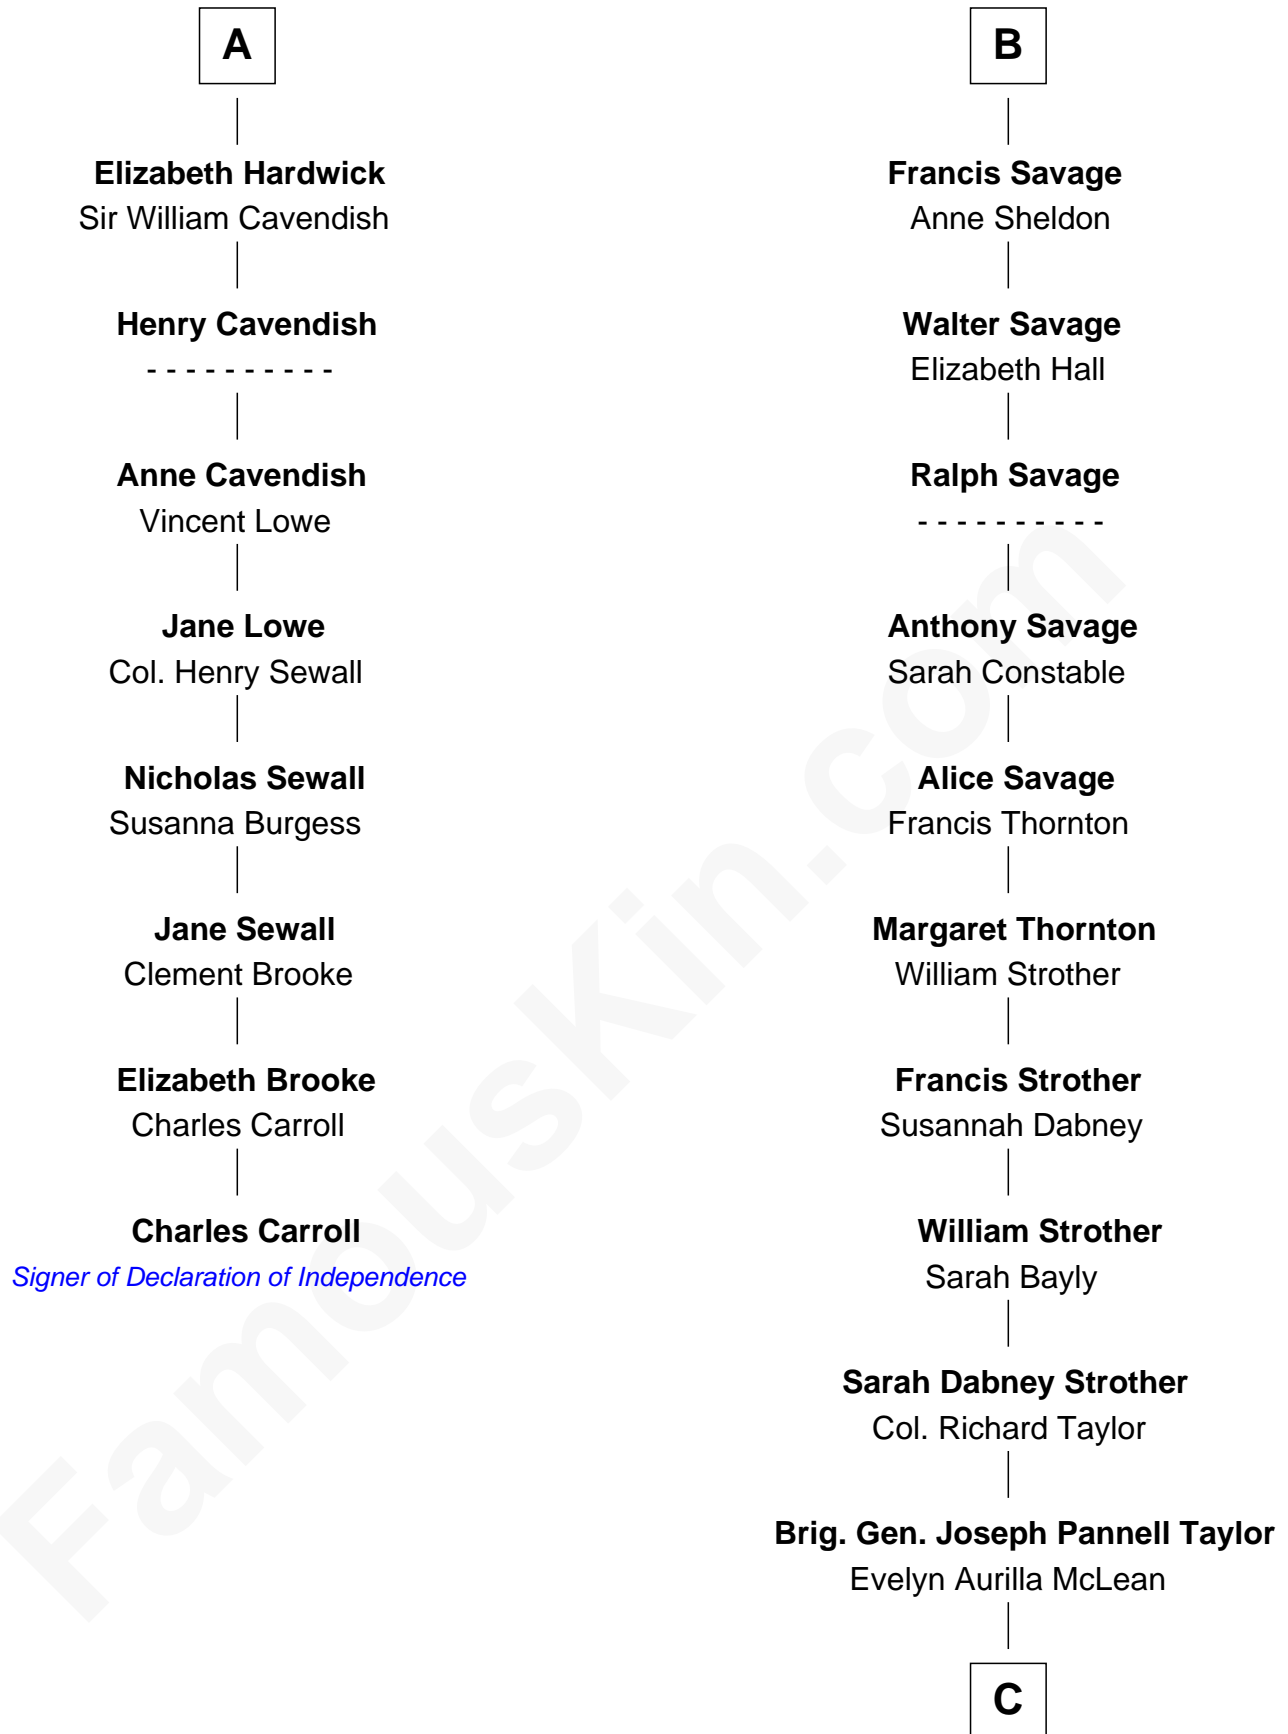 A
Elizabeth Hardwick
Sir William Cavendish
Henry Cavendish
- - - - - - - - - -
Anne Cavendish
Vincent Lowe
Jane Lowe
Col. Henry Sewall
Nicholas Sewall
Susanna Burgess
Jane Sewall
Clement Brooke
Elizabeth Brooke
Charles Carroll
Charles Carroll
Signer of Declaration of Independence
B
Francis Savage
Anne Sheldon
Walter Savage
Elizabeth Hall
Ralph Savage
- - - - - - - - - -
Anthony Savage
Sarah Constable
Alice Savage
Francis Thornton
Margaret Thornton
William Strother
Francis Strother
Susannah Dabney
William Strother
Sarah Bayly
Sarah Dabney Strother
Col. Richard Taylor
Brig. Gen. Joseph Pannell Taylor
Evelyn Aurilla McLean
C
FamousKin.com